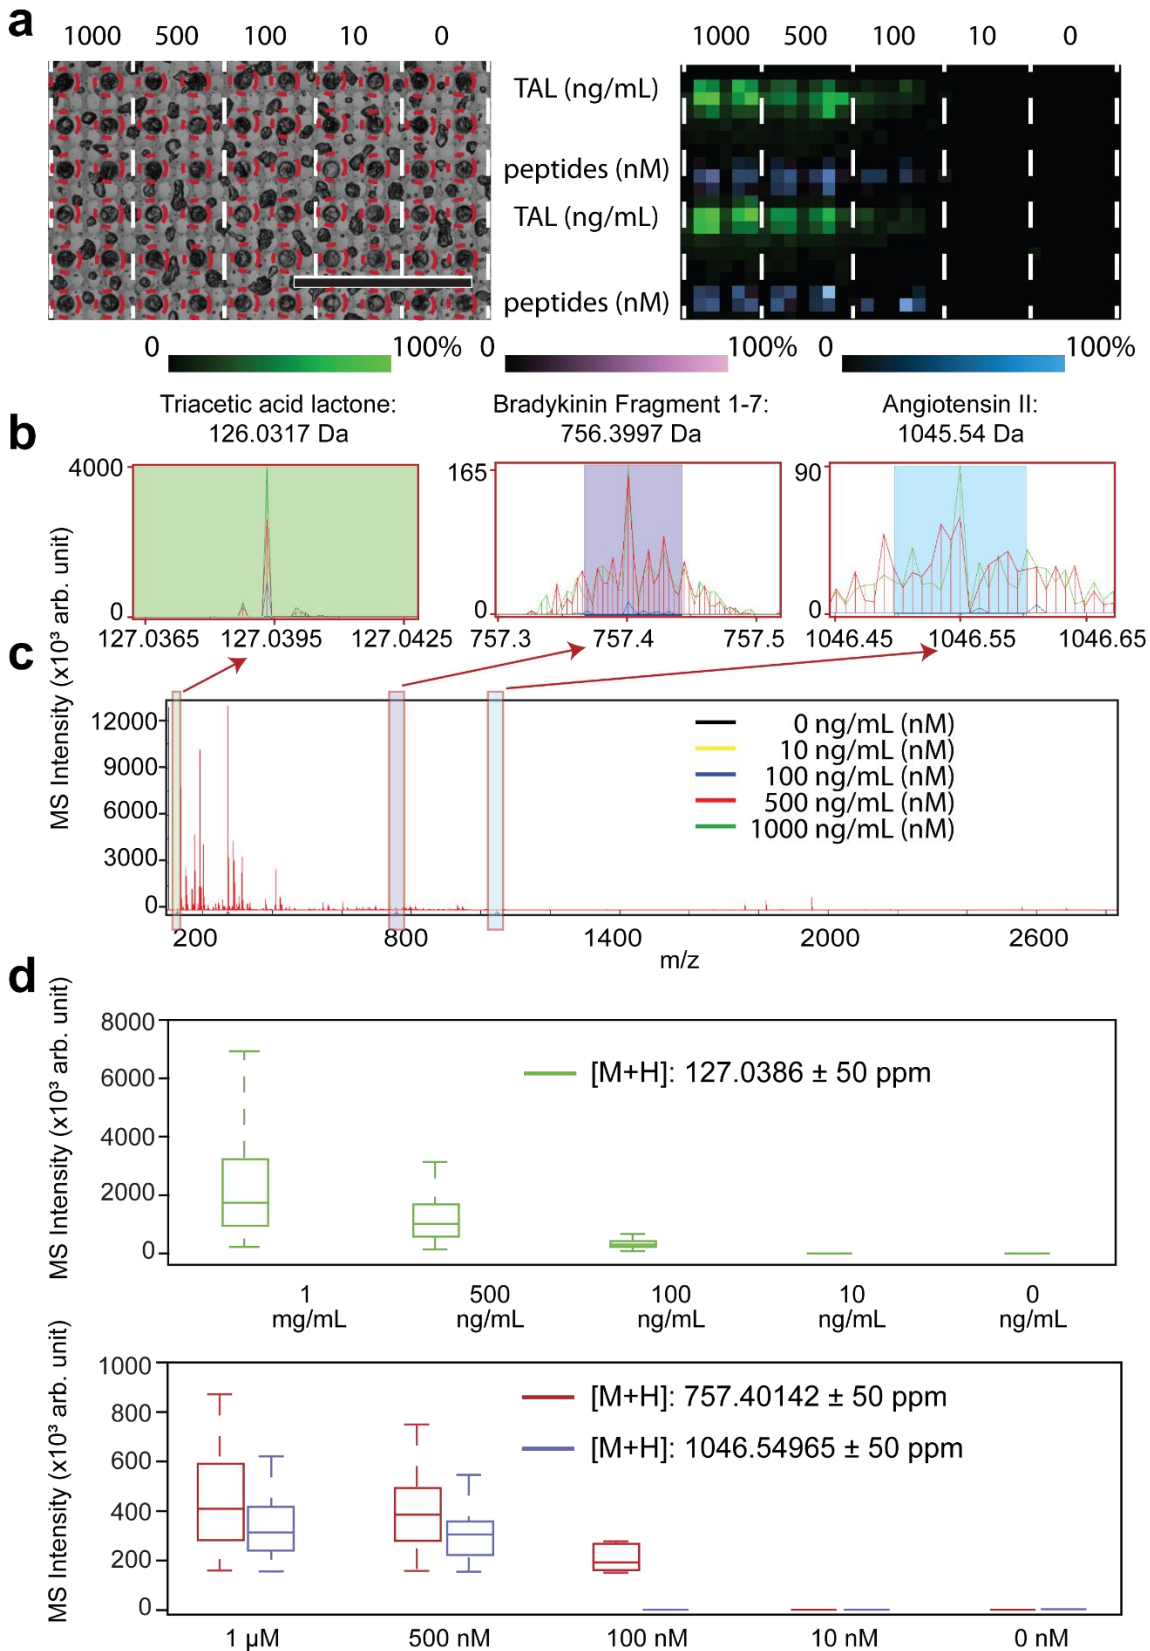 a
1000 500 100 10 0
1000 500 100 10 0
TAL (ng/mL)
peptides (nM)
TAL (ng/mL)
peptides (nM)
0 100%
0 100%
0 100%
Triacetic acid lactone:
126.0317 Da
Bradykinin Fragment 1-7:
756.3997 Da
Angiotensin II:
1045.54 Da
b
MS Intensity (x10³ arb. unit)
4000
0
127.0365 127.0395 127.0425
165
0
757.3 757.4 757.5
90
0
1046.45 1046.55 1046.65
c
12000
9000
6000
3000
0
200 800 1400 2000 2600
m/z
0 ng/mL (nM)
10 ng/mL (nM)
100 ng/mL (nM)
500 ng/mL (nM)
1000 ng/mL (nM)
d
MS Intensity (x10³ arb. unit)
8000
6000
4000
2000
0
[M+H]: 127.0386 ± 50 ppm
1 500 100 10 0
mg/mL ng/mL ng/mL ng/mL ng/mL
MS Intensity (x10³ arb. unit)
1000
800
600
400
200
0
[M+H]: 757.40142 ± 50 ppm
[M+H]: 1046.54965 ± 50 ppm
1 µM 500 nM 100 nM 10 nM 0 nM